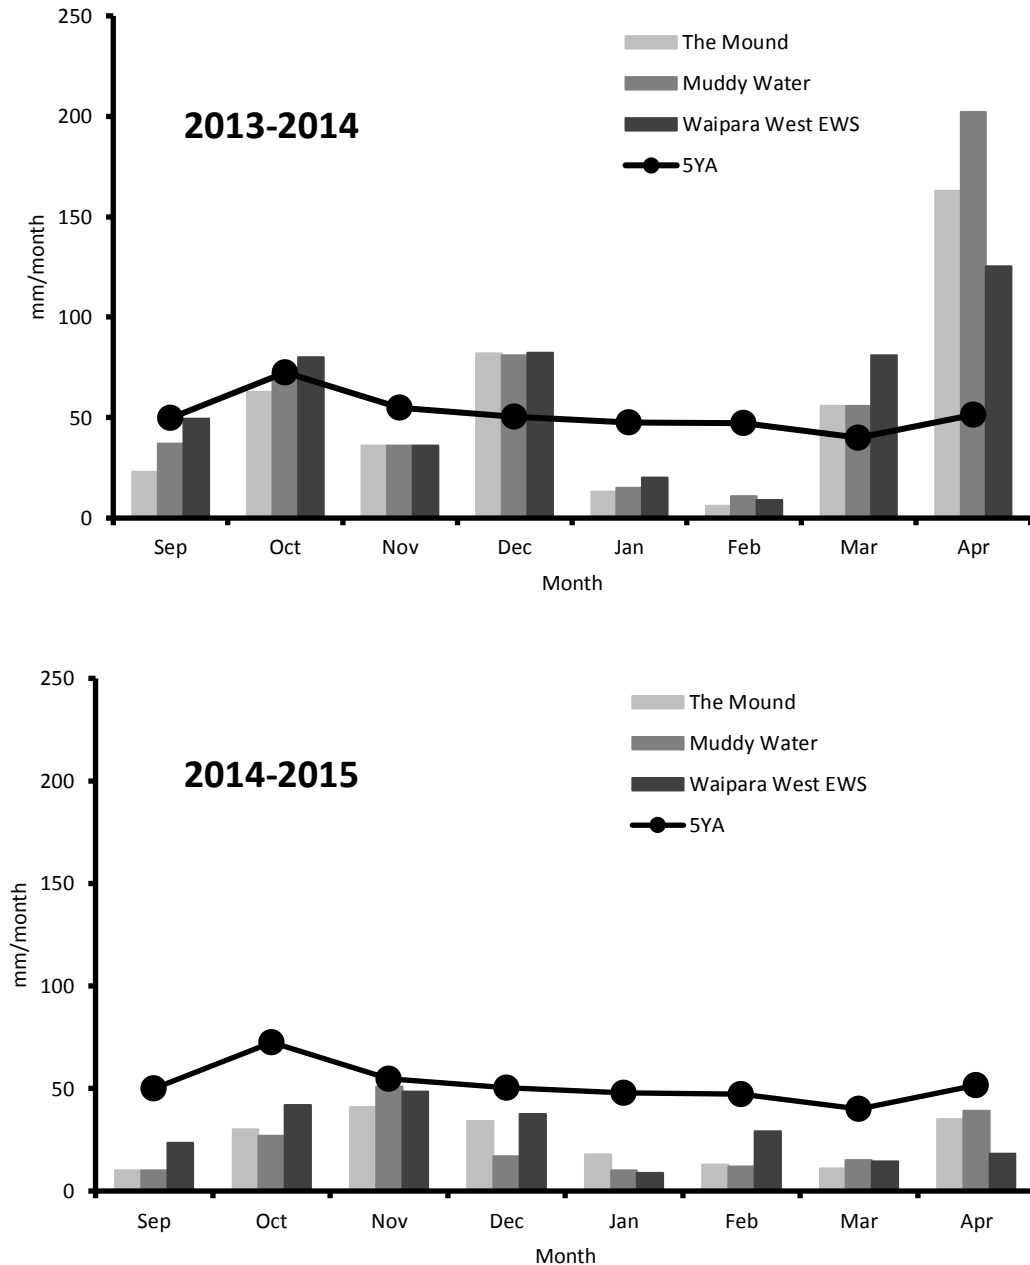 250
200
150
100
50
0
mm/month
2013-2014
The Mound
Muddy Water
Waipara West EWS
5YA
Sep Oct Nov Dec Jan Feb Mar Apr
Month
250
200
150
100
50
0
mm/month
2014-2015
The Mound
Muddy Water
Waipara West EWS
5YA
Sep Oct Nov Dec Jan Feb Mar Apr
Month